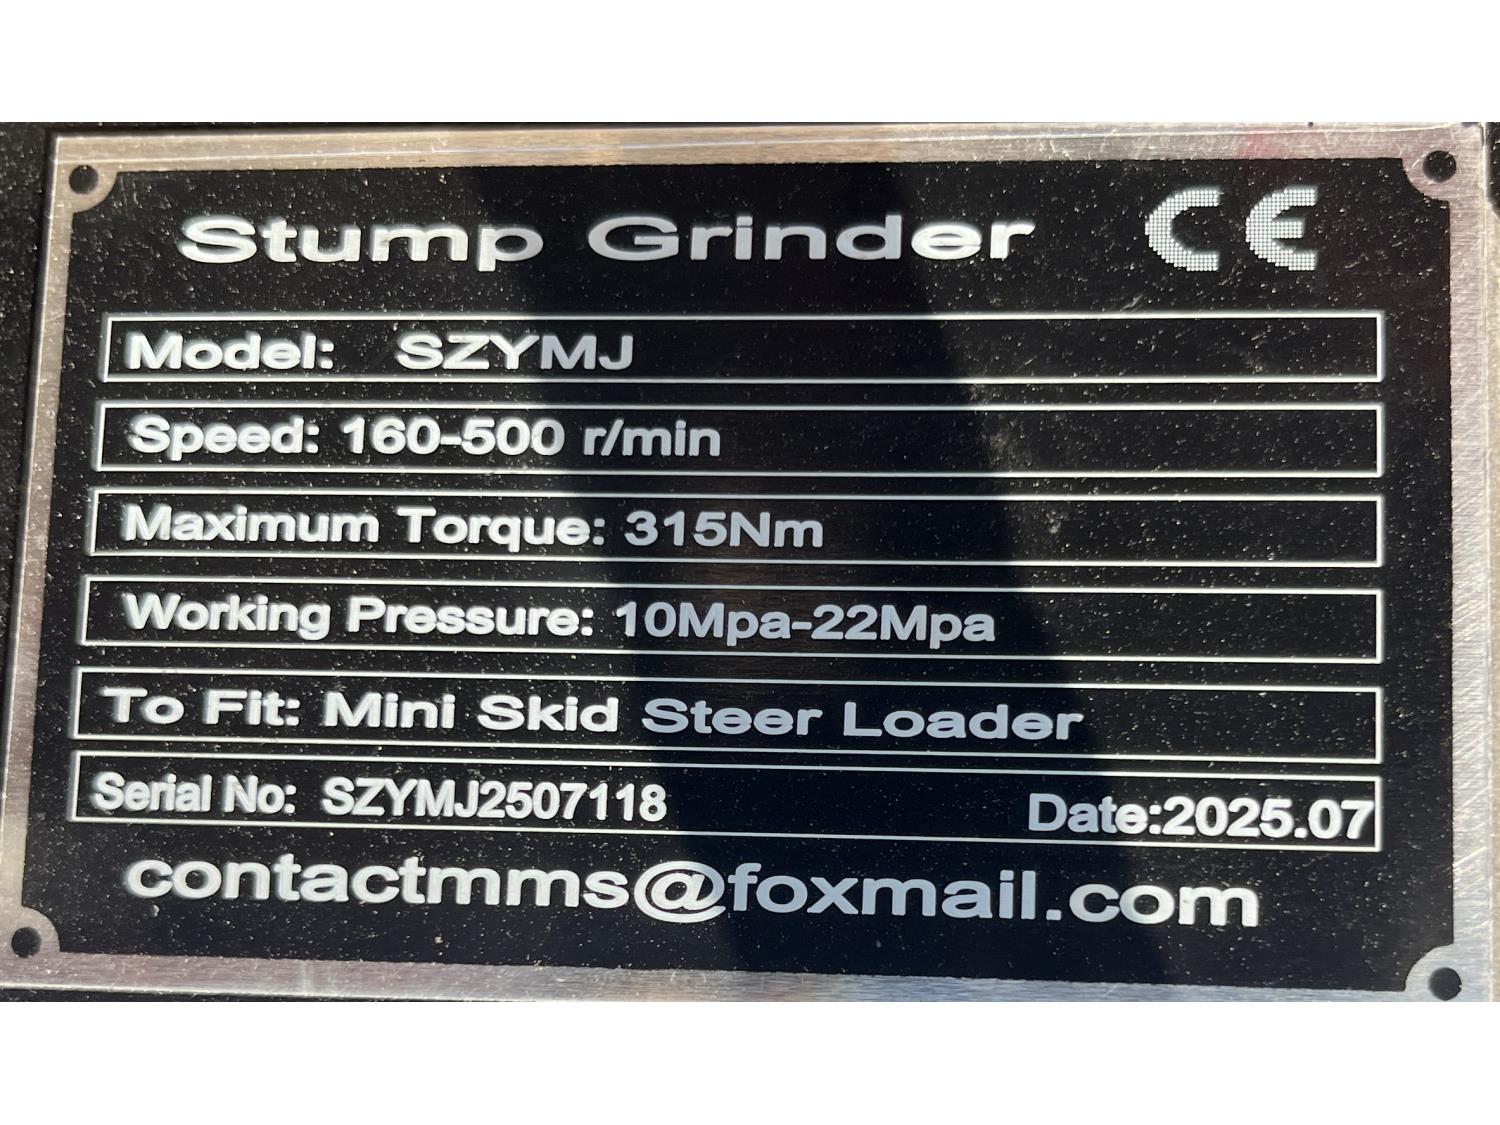 Stump Grinder CE
Model: SZYMJ
Speed: 160-500 r/min
Maximum Torque: 315Nm
Working Pressure: 10Mpa-22Mpa
To Fit: Mini Skid Steer Loader
Serial No: SZYMJ2507118 Date:2025.07
contactmms@foxmail.com